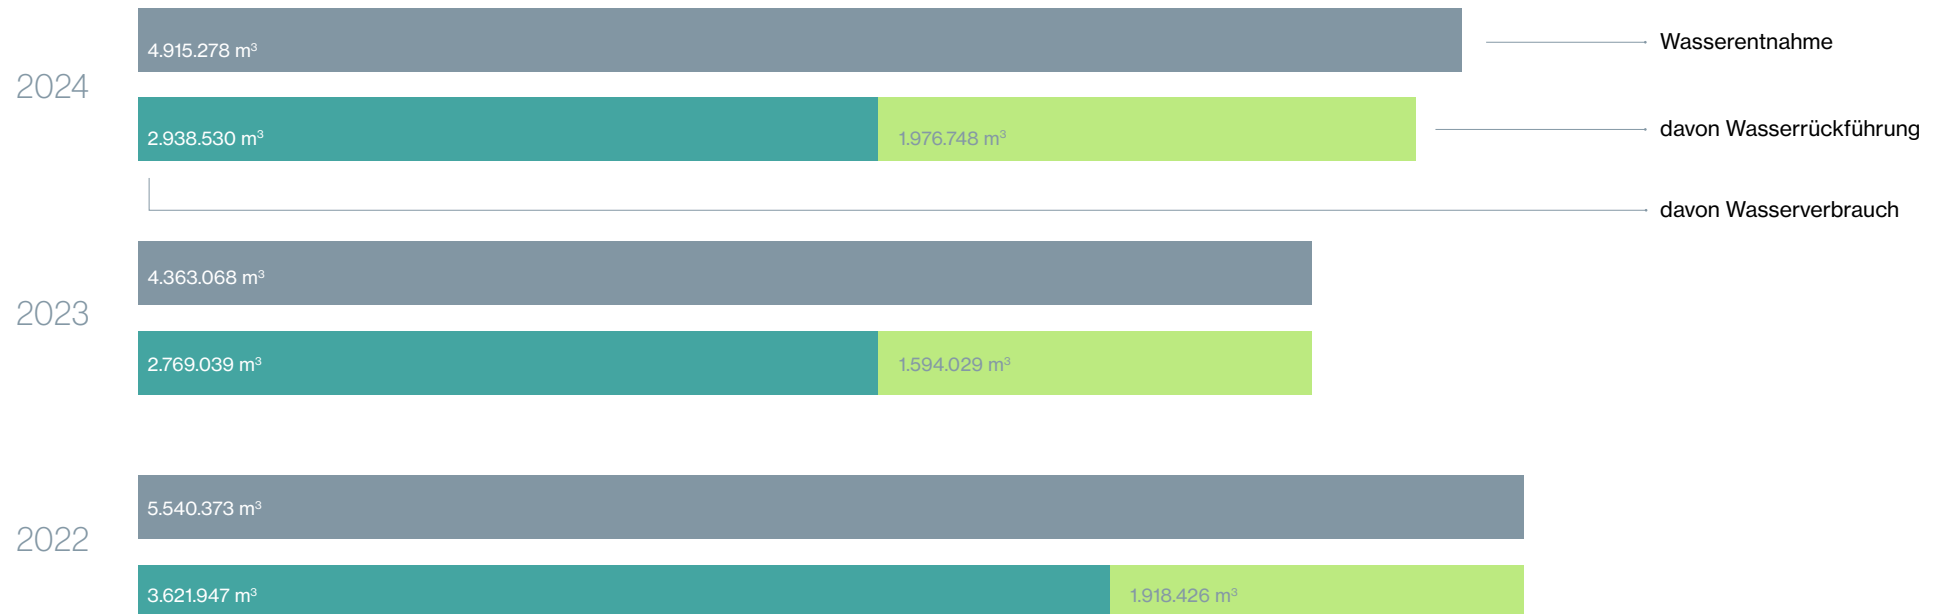 4.915.278 m³
Wasserentnahme
2024
2.938.530 m³
1.976.748 m³
davon Wasserrückführung
davon Wasserverbrauch
4.363.068 m³
2023
2.769.039 m³
1.594.029 m³
5.540.373 m³
2022
3.621.947 m³
1.918.426 m³